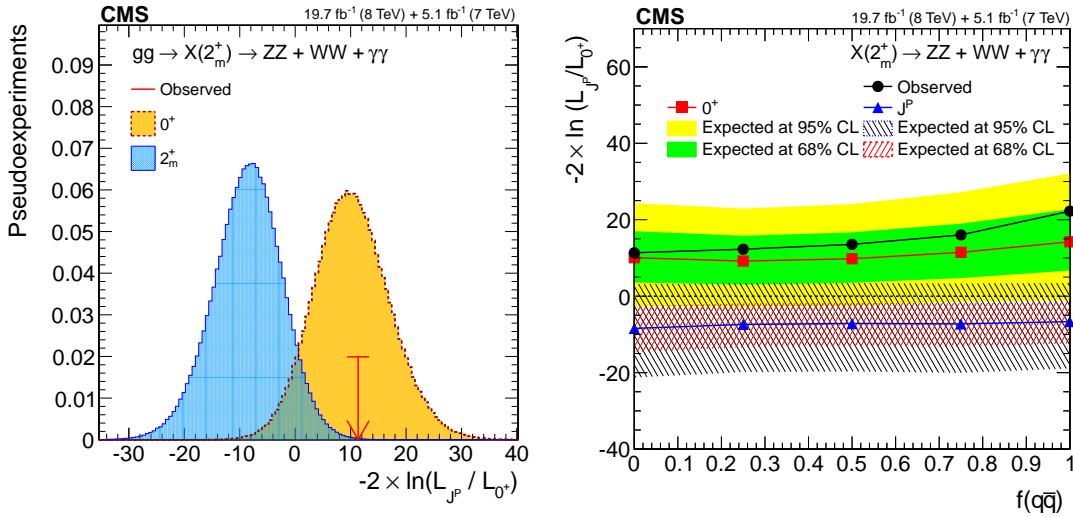 CMS 19.7 fb⁻¹ (8 TeV) + 5.1 fb⁻¹ (7 TeV)
gg → X(2⁺ₘ) → ZZ + WW + γγ
Observed
0⁺
2⁺ₘ
Pseudoexperiments
0.09
0.08
0.07
0.06
0.05
0.04
0.03
0.02
0.01
0
-30 -20 -10 0 10 20 30 40
-2 × ln(L_{J^P} / L_{0⁺})
CMS 19.7 fb⁻¹ (8 TeV) + 5.1 fb⁻¹ (7 TeV)
X(2⁺ₘ) → ZZ + WW + γγ
Observed
0⁺ J^P
Expected at 95% CL Expected at 95% CL
Expected at 68% CL Expected at 68% CL
-2 × ln (L_{J^P}/L_{0⁺})
60
40
20
0
-20
-40
0 0.1 0.2 0.3 0.4 0.5 0.6 0.7 0.8 0.9 1
f(qq̅)